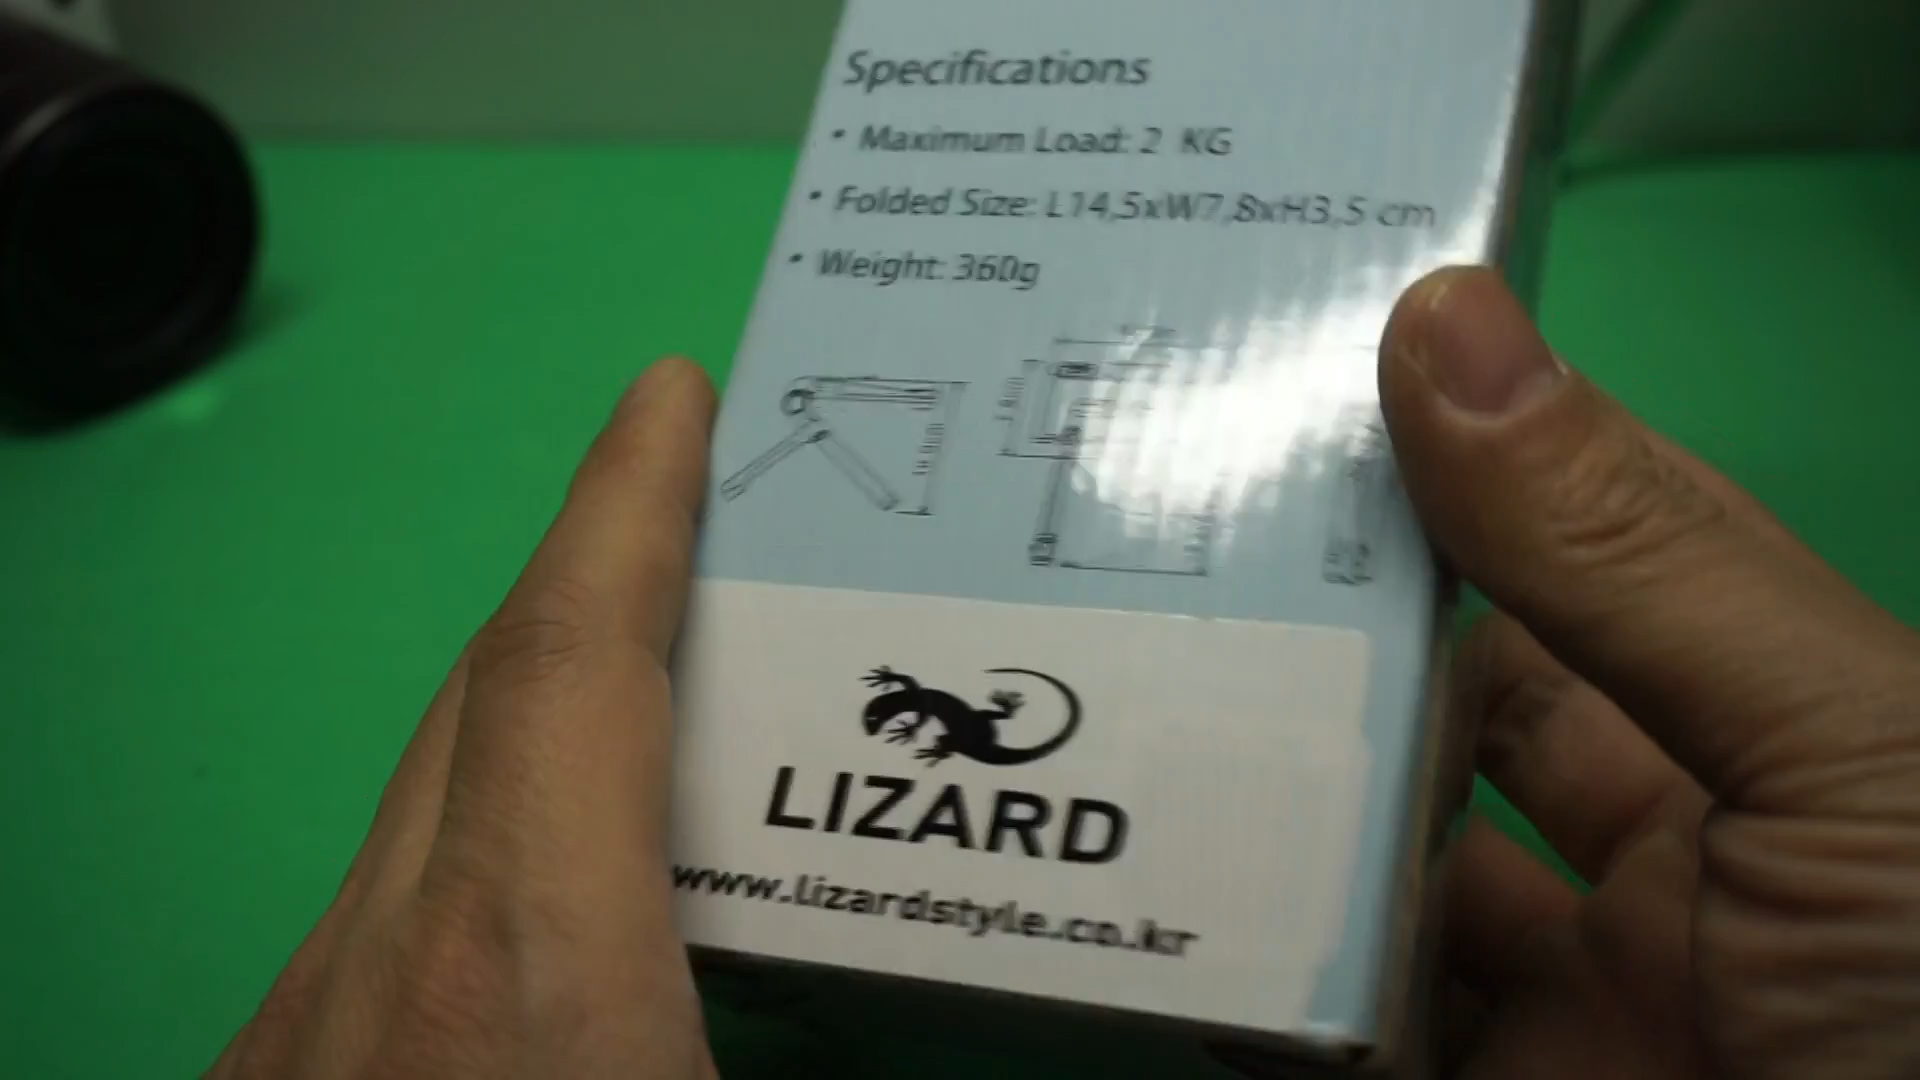 Specifications
• Maximum Load: 2 KG
• Folded Size: L14,5xW7,8xH3,5 cm
• Weight: 360g
LIZARD
www.lizardstyle.co.kr